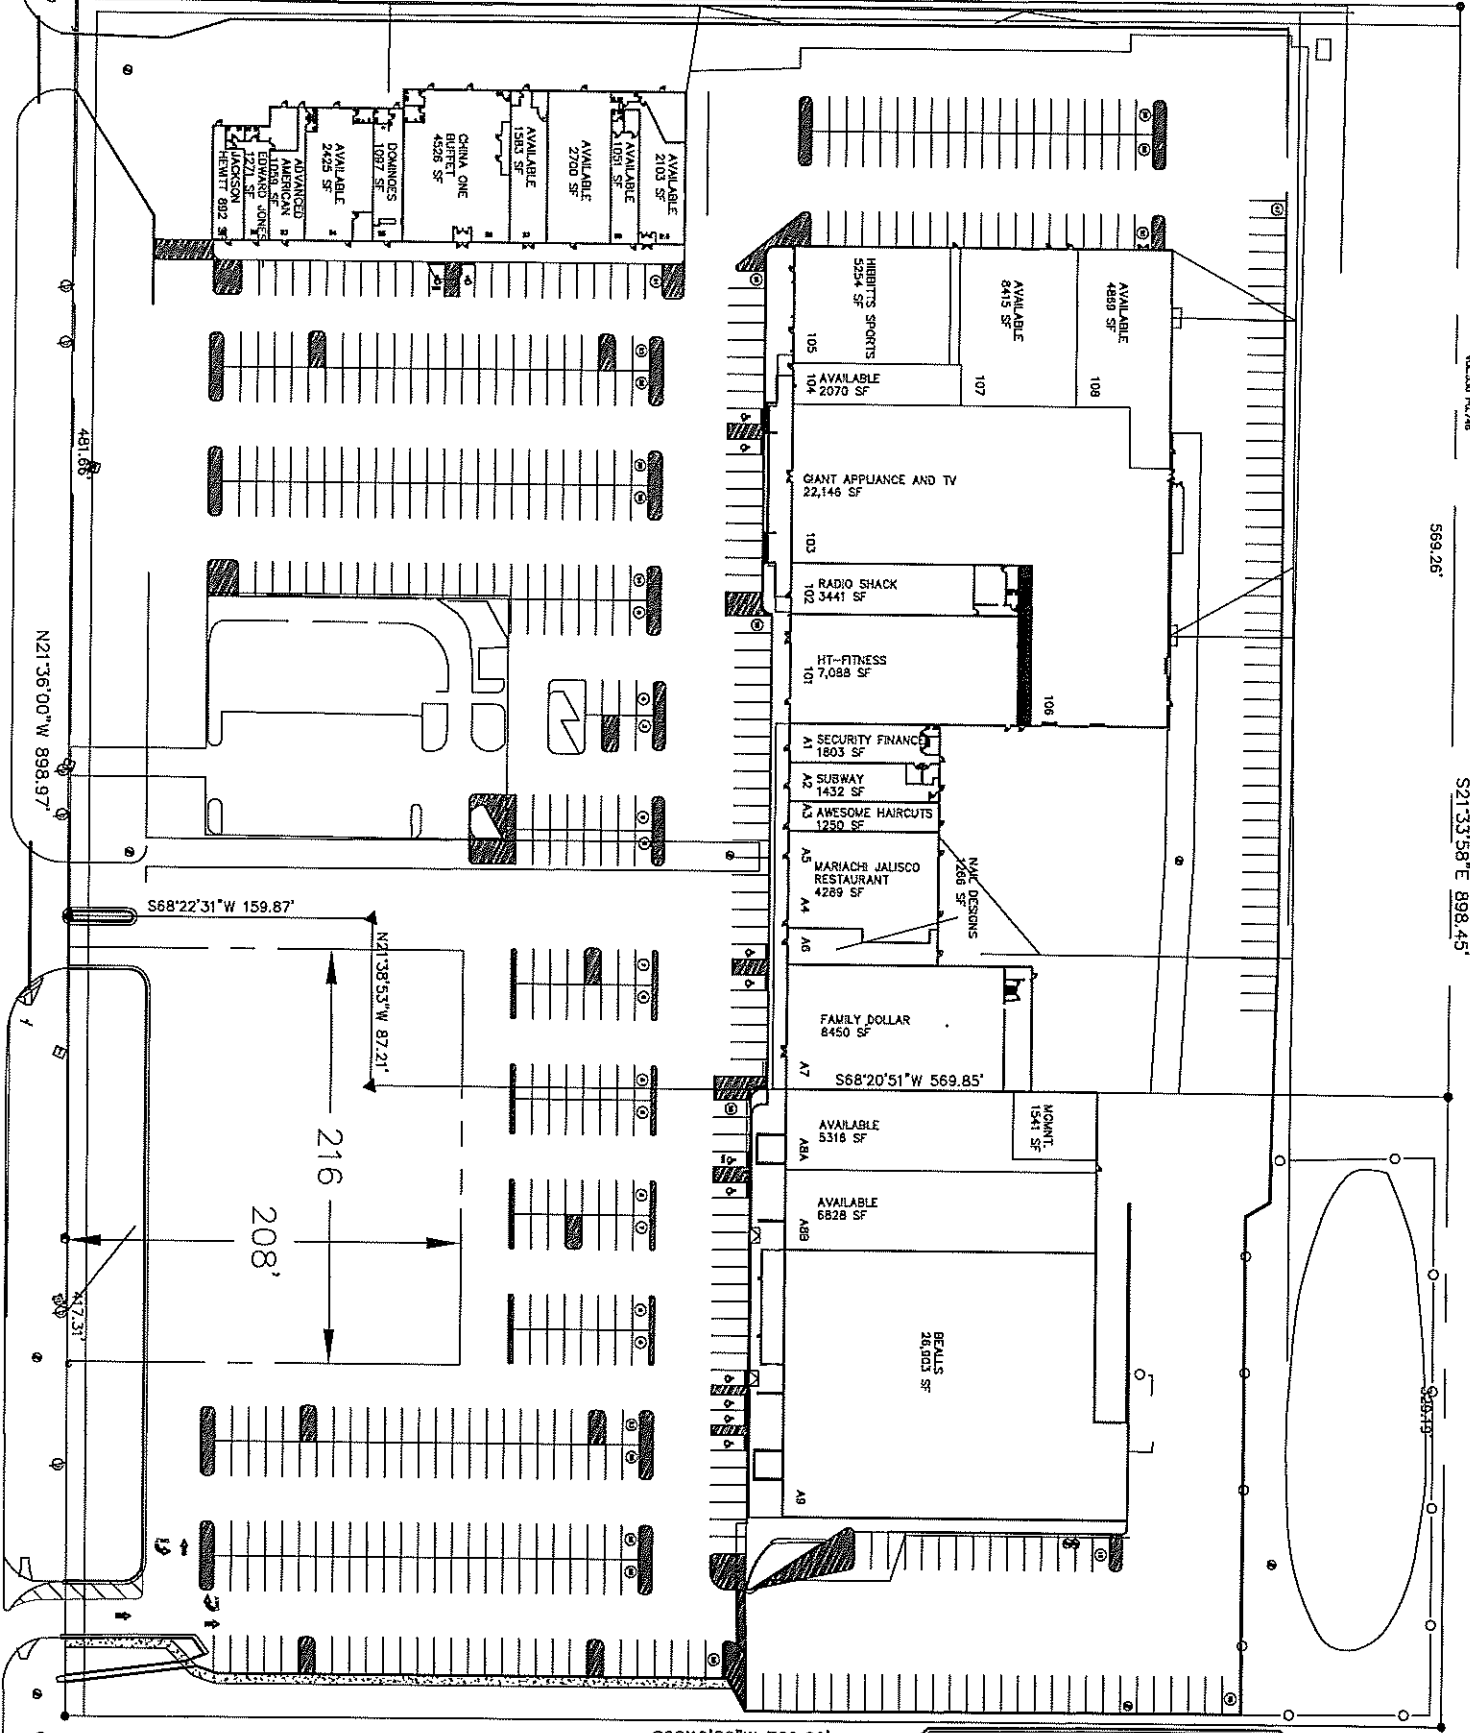 569.26'
S21°33'58"E 898.45'
AVAILABLE
2103 SF
AVAILABLE
1051 SF
AVAILABLE
2700 SF
AVAILABLE
1583 SF
CHINA ONE
BUFFET
4526 SF
DOMINOES
1097 SF
AVAILABLE
2425 SF
ADVANCED
AMERICAN
1059 SF
EDWARD JONES
1271 SF
JACKSON
HEWITT 892 SF
HIBBITTS SPORTS
5254 SF
105
AVAILABLE
8415 SF
107
AVAILABLE
4869 SF
108
104
AVAILABLE
2070 SF
GIANT APPLIANCE AND TV
22,146 SF
103
RADIO SHACK
3441 SF
102
HT-FITNESS
7,088 SF
101
106
A1
SECURITY FINANCE
1803 SF
A2
SUBWAY
1432 SF
A3
AWESOME HAIRCUTS
1250 SF
A5
MARIACHI JALISCO
RESTAURANT
4289 SF
A4
NAIL DESIGNS
1266 SF
A6
FAMILY DOLLAR
8450 SF
A7
S68°20'51"W 569.85'
MGMNT.
1541 SF
AVAILABLE
5316 SF
A8A
AVAILABLE
6828 SF
A8B
BEALLS
26,903 SF
A9
481.66'
N21°36'00"W 898.97'
S68°22'31"W 159.87'
N21°38'53"W 87.21'
216
208'
417.31'